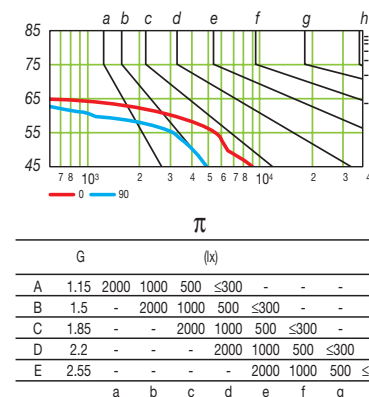 a b c d e f g h
85
75
65
55
45
7 8 10³ 2 3 4 5 6 7 8 10⁴ 2 3 4
0 90
π
G (lx)
A 1.15 2000 1000 500 ≤300 - - -
B 1.5 - 2000 1000 500 ≤300 - -
C 1.85 - - 2000 1000 500 ≤300 -
D 2.2 - - - 2000 1000 500 ≤300
E 2.55 - - - - 2000 1000 500 ≤
a b c d e f g